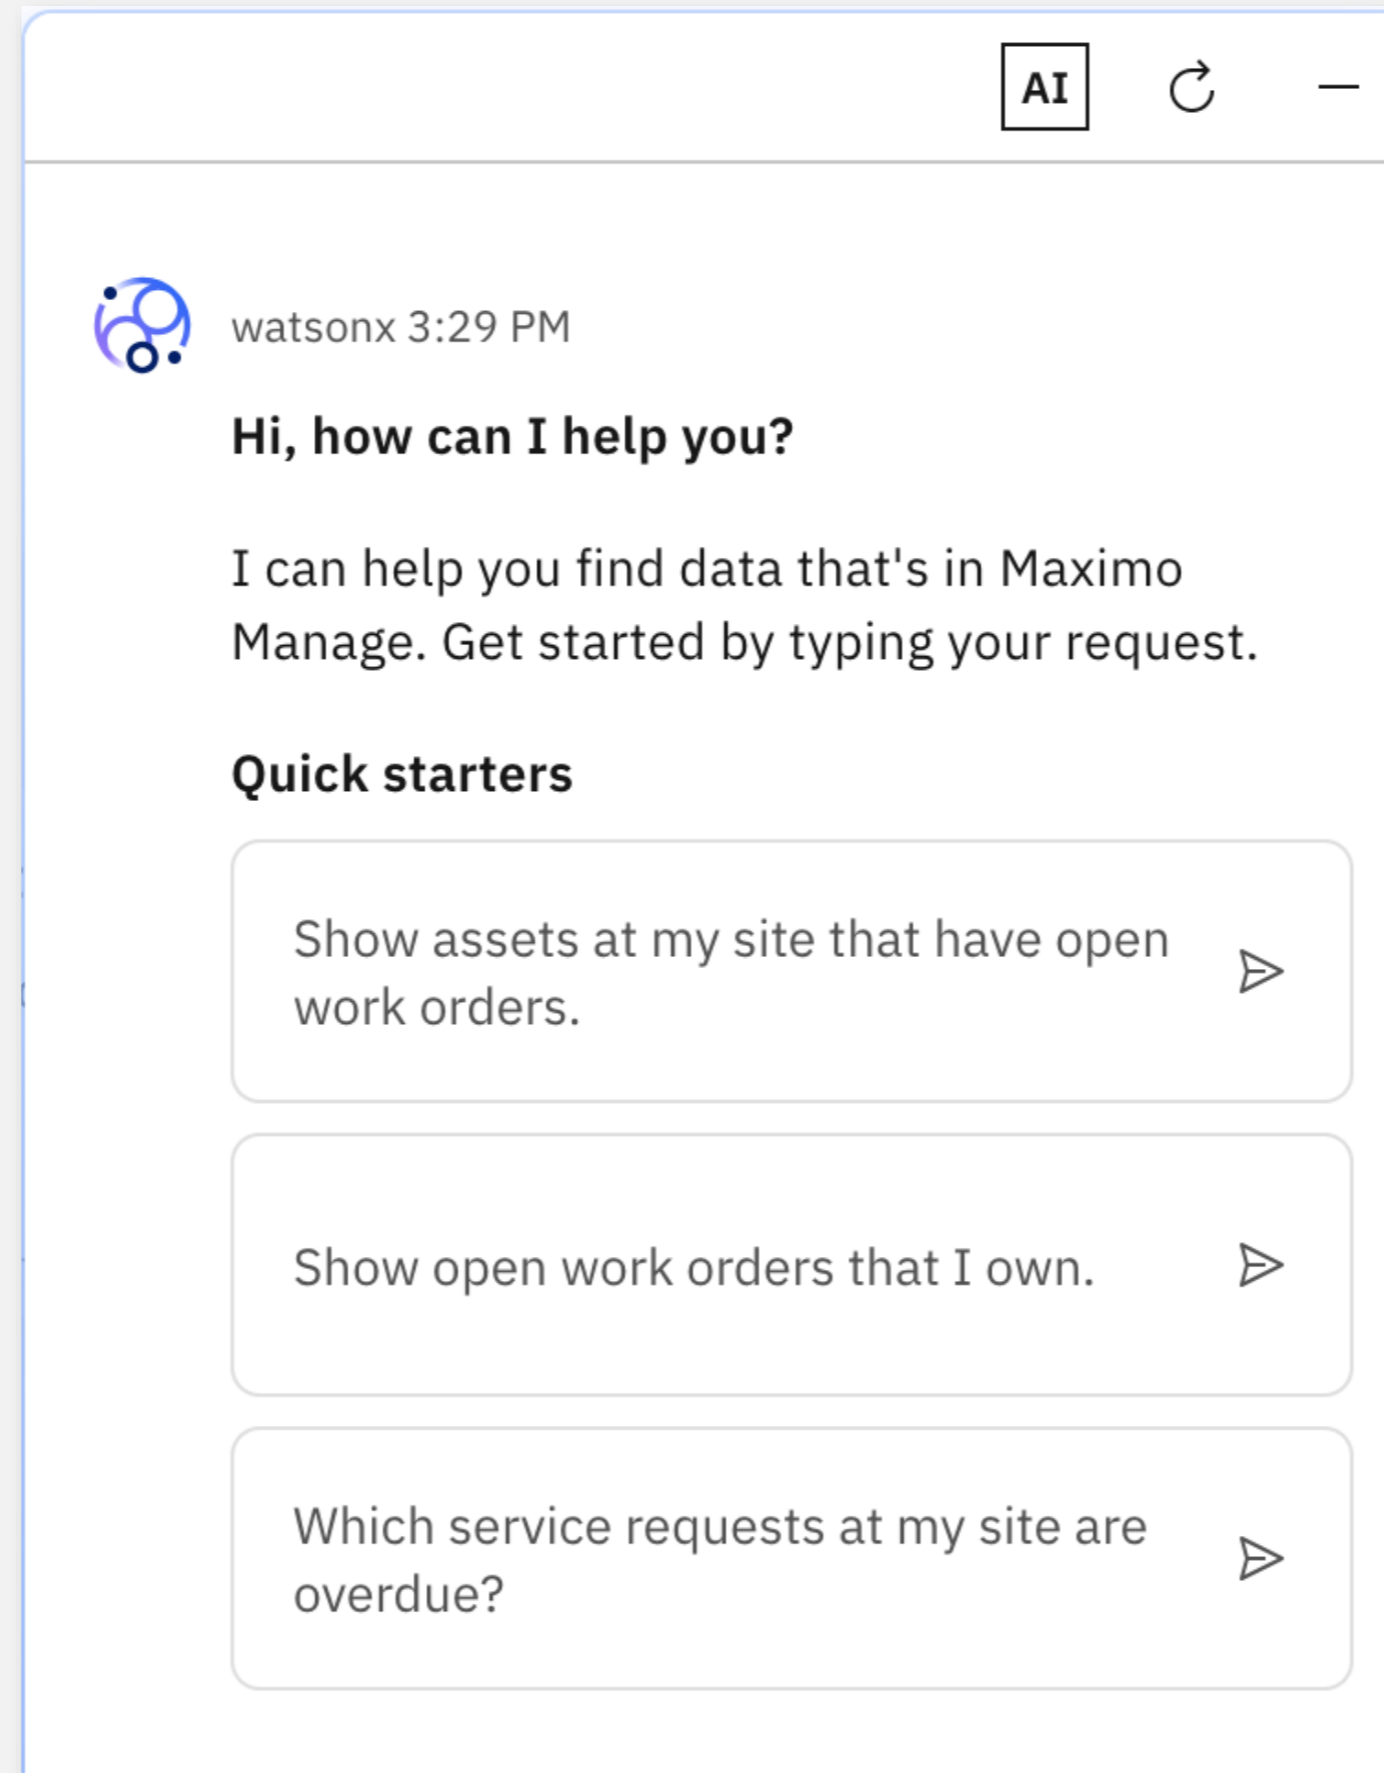 AI
watsonx 3:29 PM
Hi, how can I help you?
I can help you find data that's in Maximo
Manage. Get started by typing your request.
Quick starters
Show assets at my site that have open
work orders.
Show open work orders that I own.
Which service requests at my site are
overdue?